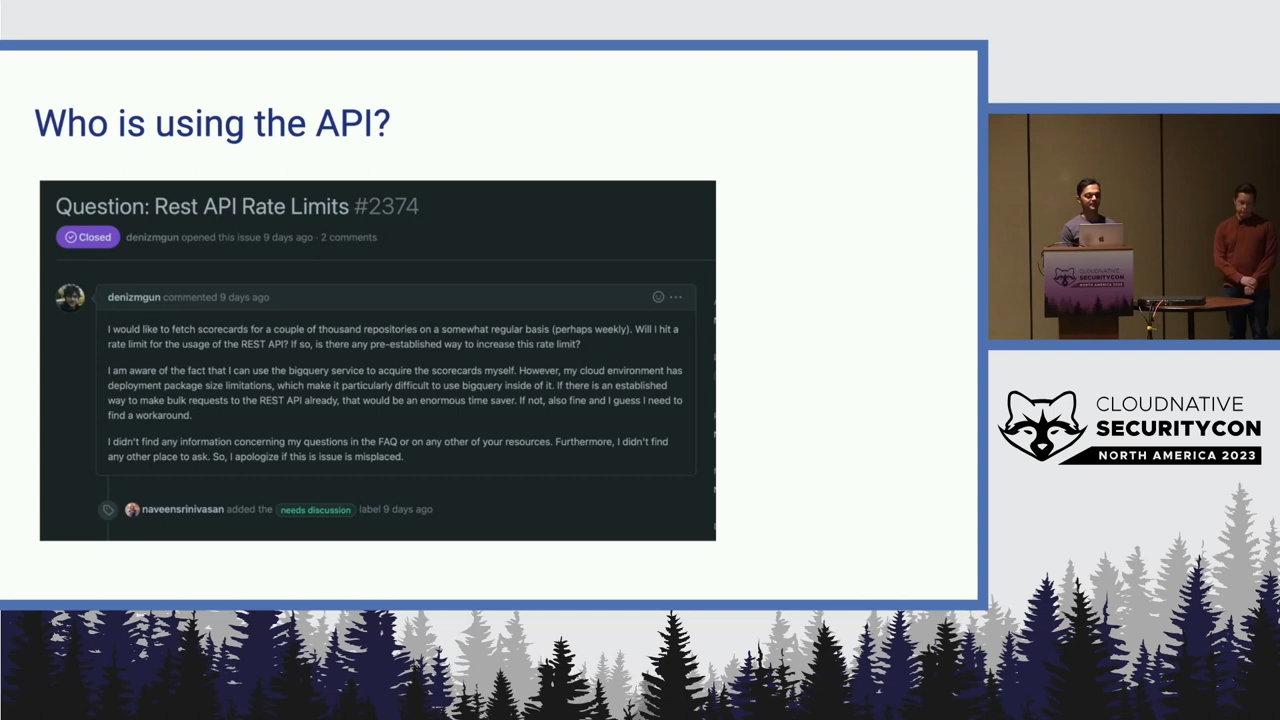 Who is using the API?
Question: Rest API Rate Limits #2374
Closed
denizmgun opened this issue 9 days ago · 2 comments
denizmgun commented 9 days ago
I would like to fetch scorecards for a couple of thousand repositories on a somewhat regular basis (perhaps weekly). Will I hit a
rate limit for the usage of the REST API? If so, is there any pre-established way to increase this rate limit?
I am aware of the fact that I can use the bigquery service to acquire the scorecards myself. However, my cloud environment has
deployment package size limitations, which make it particularly difficult to use bigquery inside of it. If there is an established
way to make bulk requests to the REST API already, that would be an enormous time saver. If not, also fine and I guess I need to
find a workaround.
I didn't find any information concerning my questions in the FAQ or on any other of your resources. Furthermore, I didn't find
any other place to ask. So, I apologize if this is issue is misplaced.
naveensrinivasan added the needs discussion label 9 days ago
CLOUDNATIVE
SECURITYCON
NORTH AMERICA 2023
CLOUDNATIVE
SECURITYCON
NORTH AMERICA 2023